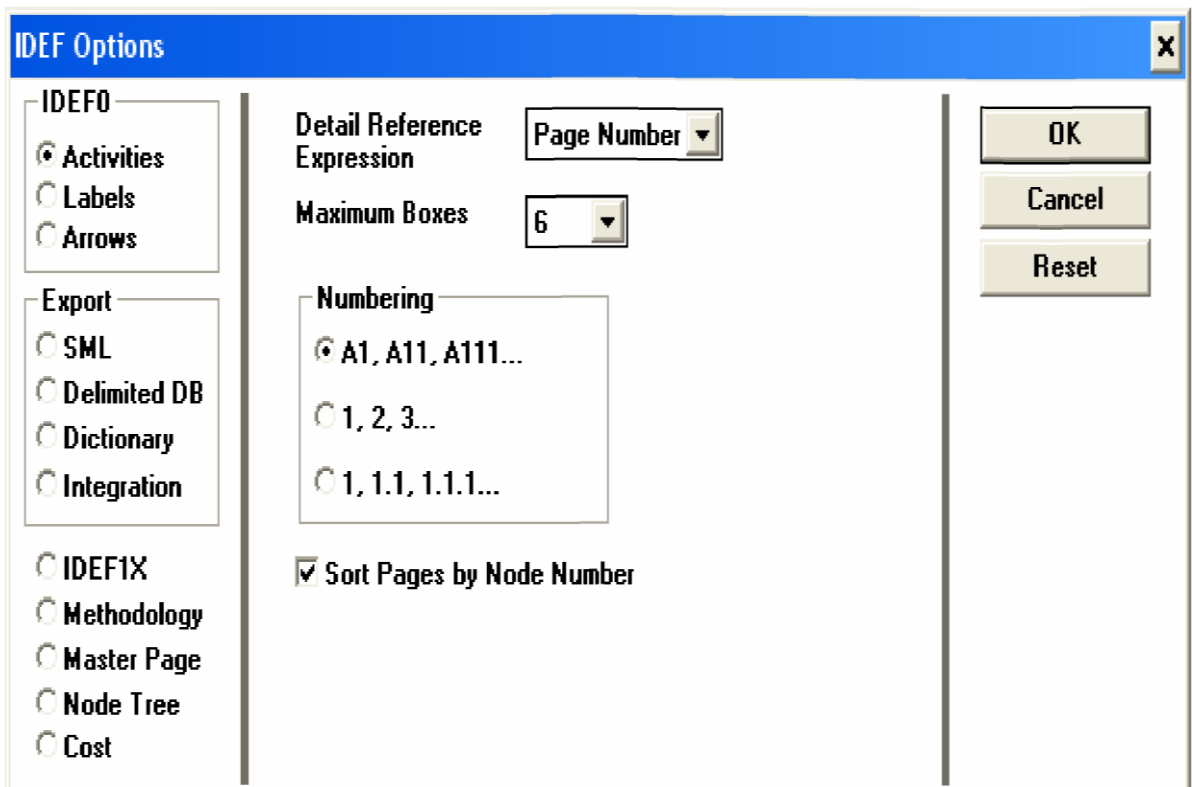 IDEF Options
x
IDEF0
Activities
Labels
Arrows
Export
SML
Delimited DB
Dictionary
Integration
IDEF1X
Methodology
Master Page
Node Tree
Cost
Detail Reference
Expression
Page Number
Maximum Boxes
6
Numbering
A1, A11, A111...
1, 2, 3...
1, 1.1, 1.1.1...
Sort Pages by Node Number
OK
Cancel
Reset